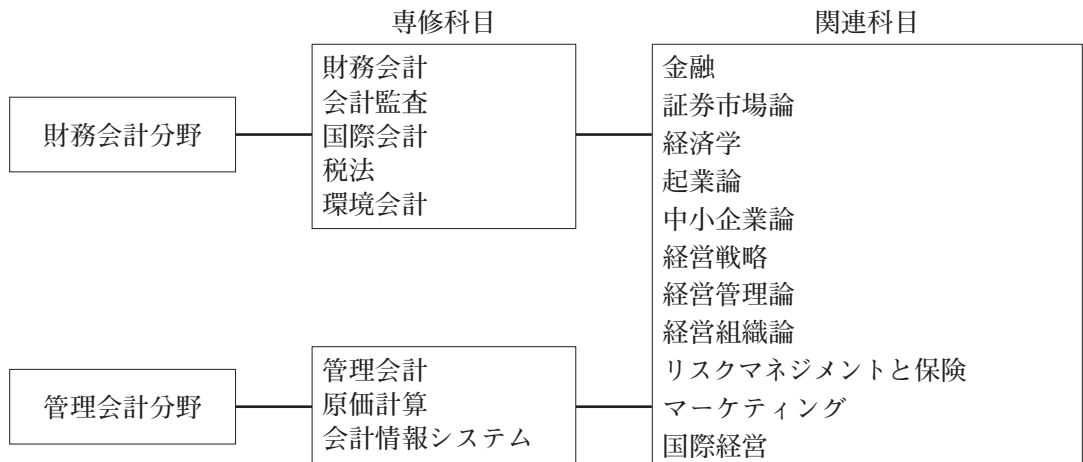 専修科目
関連科目
財務会計分野
財務会計
会計監査
国際会計
税法
環境会計
管理会計分野
管理会計
原価計算
会計情報システム
金融
証券市場論
経済学
起業論
中小企業論
経営戦略
経営管理論
経営組織論
リスクマネジメントと保険
マーケティング
国際経営